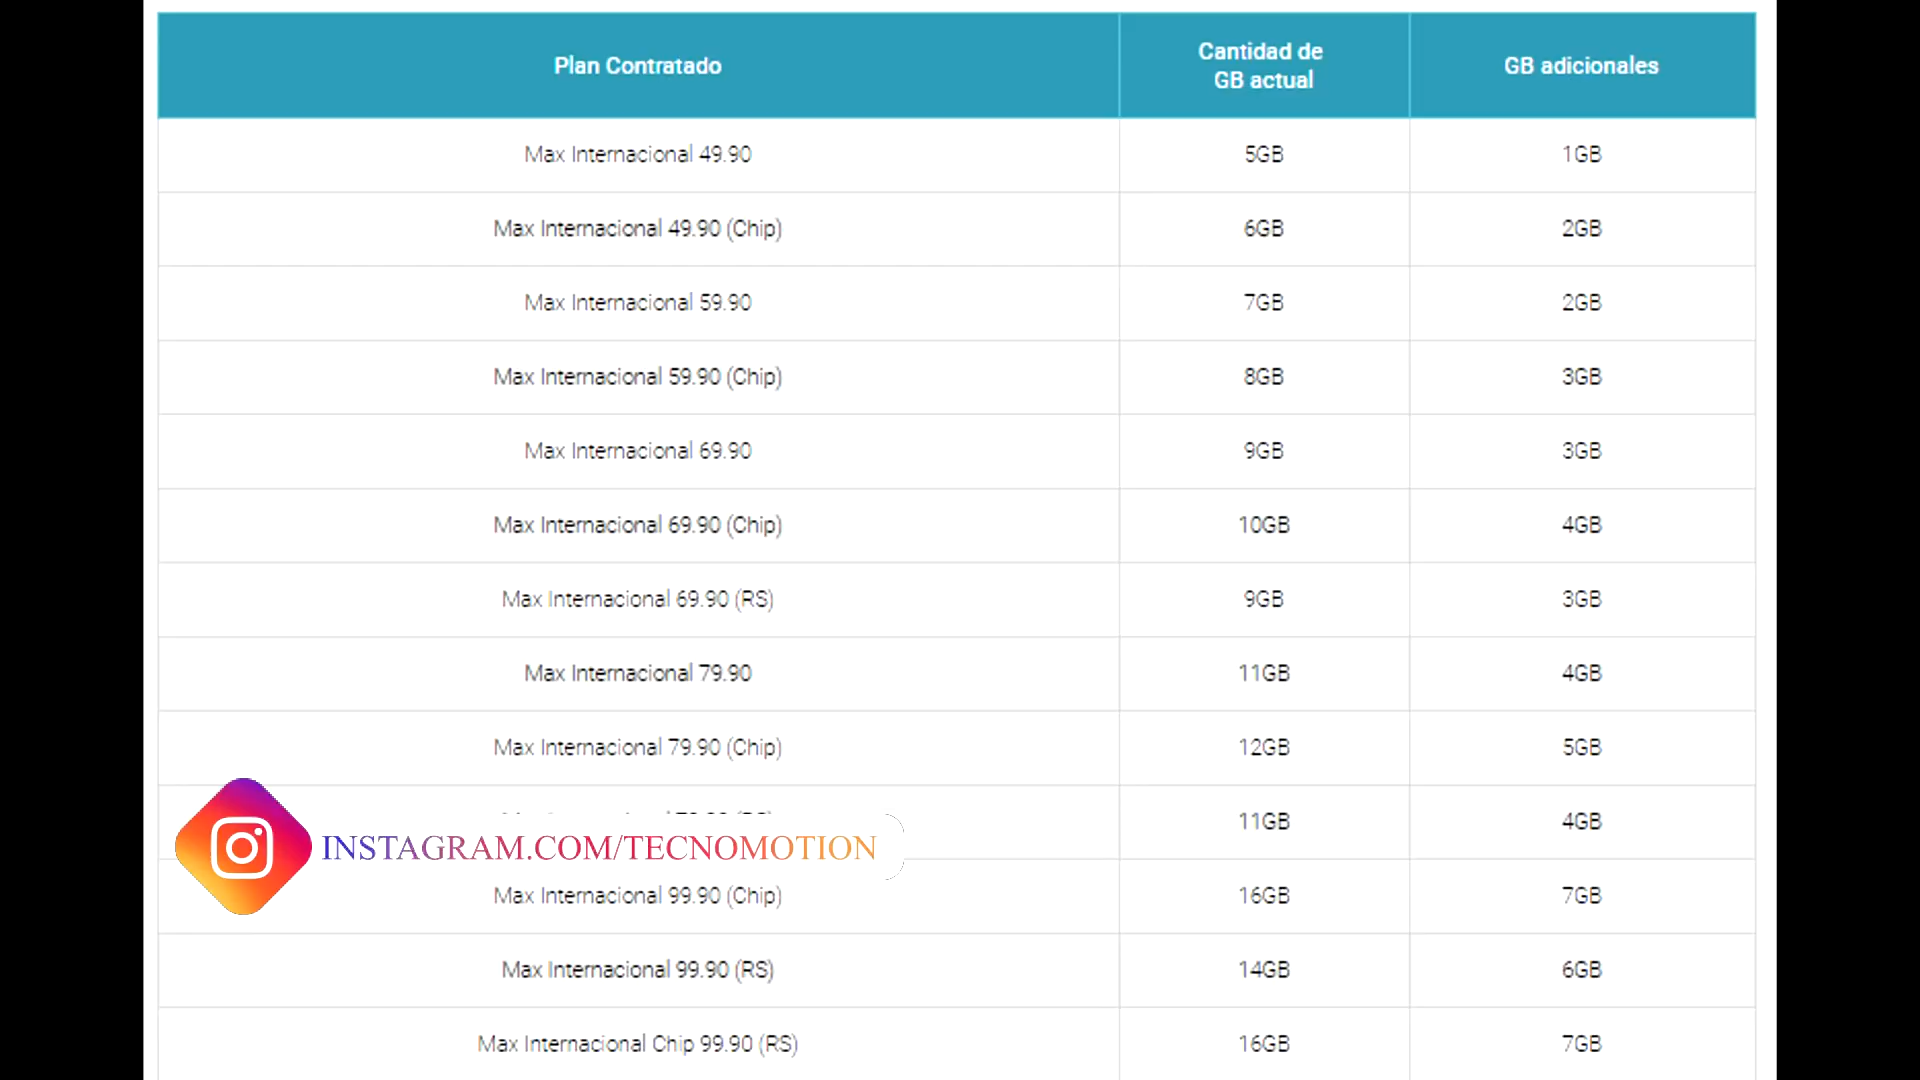 Plan Contratado
Cantidad de
GB actual
GB adicionales
Max Internacional 49.90 5GB 1GB
Max Internacional 49.90 (Chip) 6GB 2GB
Max Internacional 59.90 7GB 2GB
Max Internacional 59.90 (Chip) 8GB 3GB
Max Internacional 69.90 9GB 3GB
Max Internacional 69.90 (Chip) 10GB 4GB
Max Internacional 69.90 (RS) 9GB 3GB
Max Internacional 79.90 11GB 4GB
Max Internacional 79.90 (Chip) 12GB 5GB
11GB 4GB
INSTAGRAM.COM/TECNOMOTION
Max Internacional 99.90 (Chip) 16GB 7GB
Max Internacional 99.90 (RS) 14GB 6GB
Max Internacional Chip 99.90 (RS) 16GB 7GB